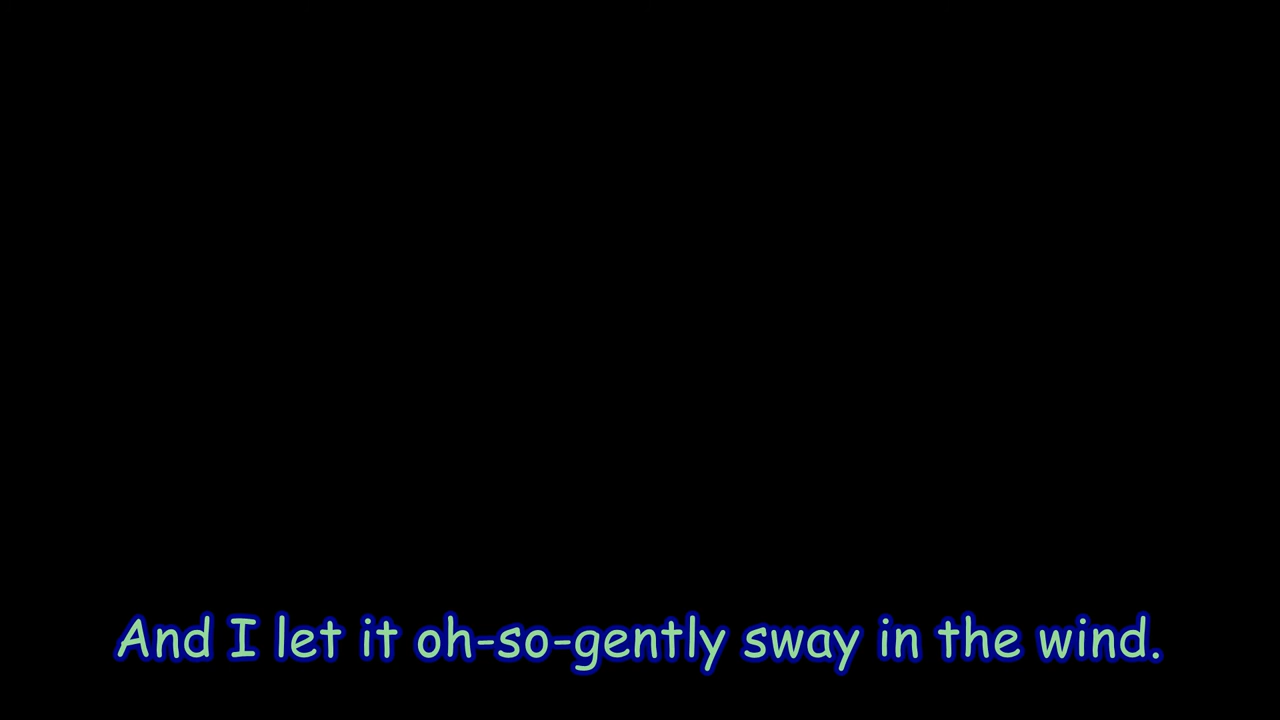 And I let it oh-so-gently sway in the wind.